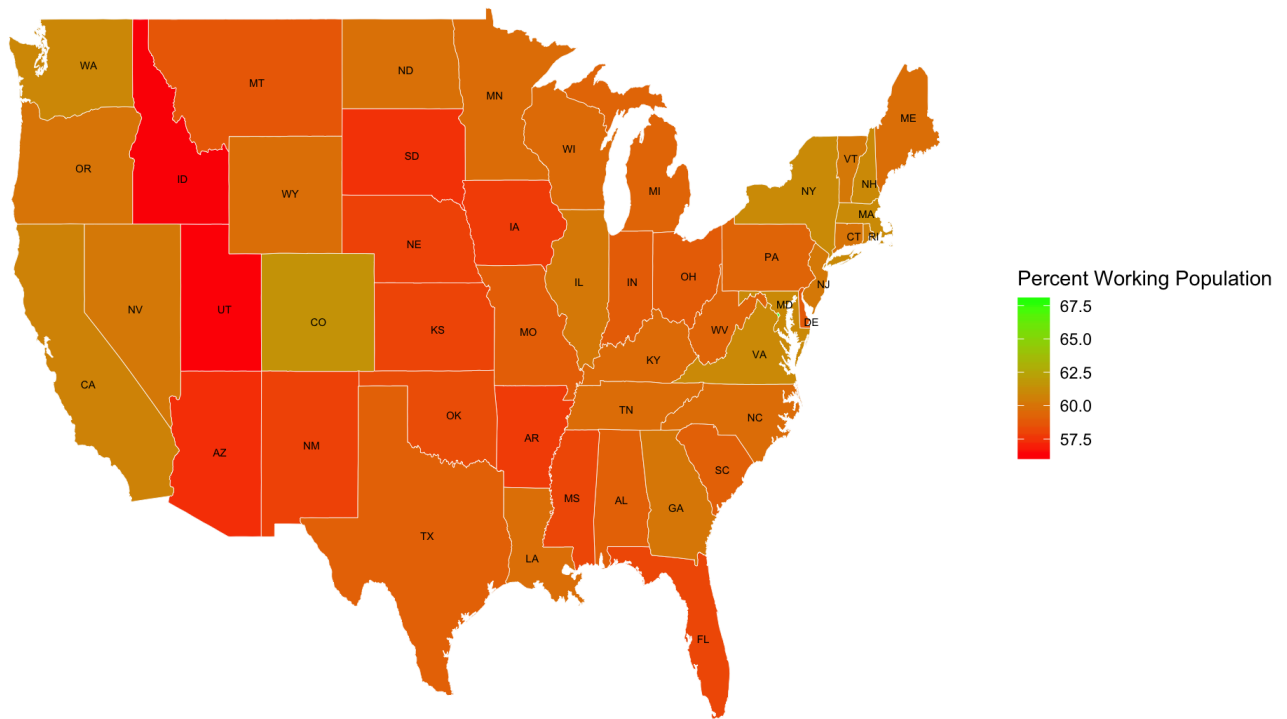 WA
MT
ND
MN
ME
OR
ID
SD
WI
VT
NH
NY
MI
WY
MA
IA
CT
RI
NE
PA
OH
NV
UT
CO
IL
IN
NJ
MD
DE
KS
MO
WV
VA
KY
CA
TN
NC
OK
AR
AZ
NM
SC
MS
AL
GA
TX
LA
FL
Percent Working Population
67.5
65.0
62.5
60.0
57.5